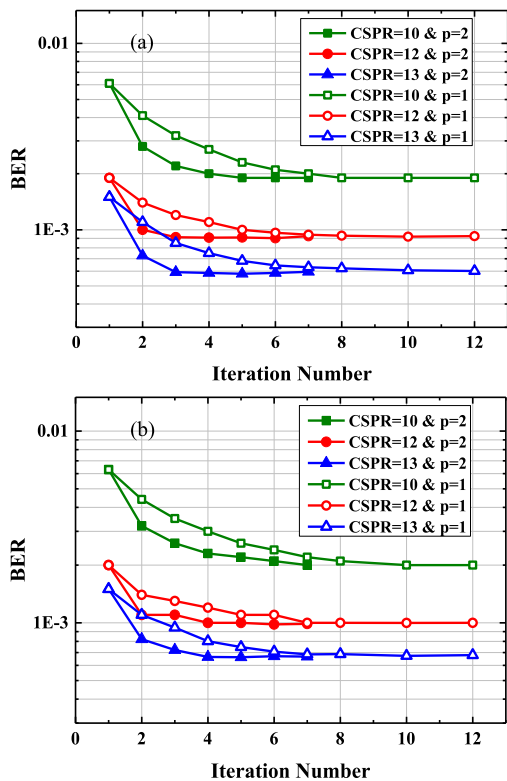 (a)
CSPR=10 & p=2
CSPR=12 & p=2
CSPR=13 & p=2
CSPR=10 & p=1
CSPR=12 & p=1
CSPR=13 & p=1
0.01
1E-3
BER
0 2 4 6 8 10 12
Iteration Number
(b)
CSPR=10 & p=2
CSPR=12 & p=2
CSPR=13 & p=2
CSPR=10 & p=1
CSPR=12 & p=1
CSPR=13 & p=1
0.01
1E-3
BER
0 2 4 6 8 10 12
Iteration Number